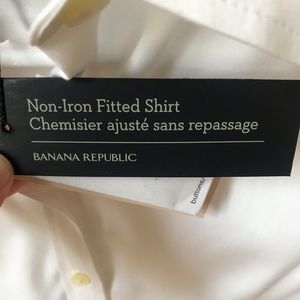 Non-Iron Fitted Shirt
Chemisier ajusté sans repassage
BANANA REPUBLIC
buttons